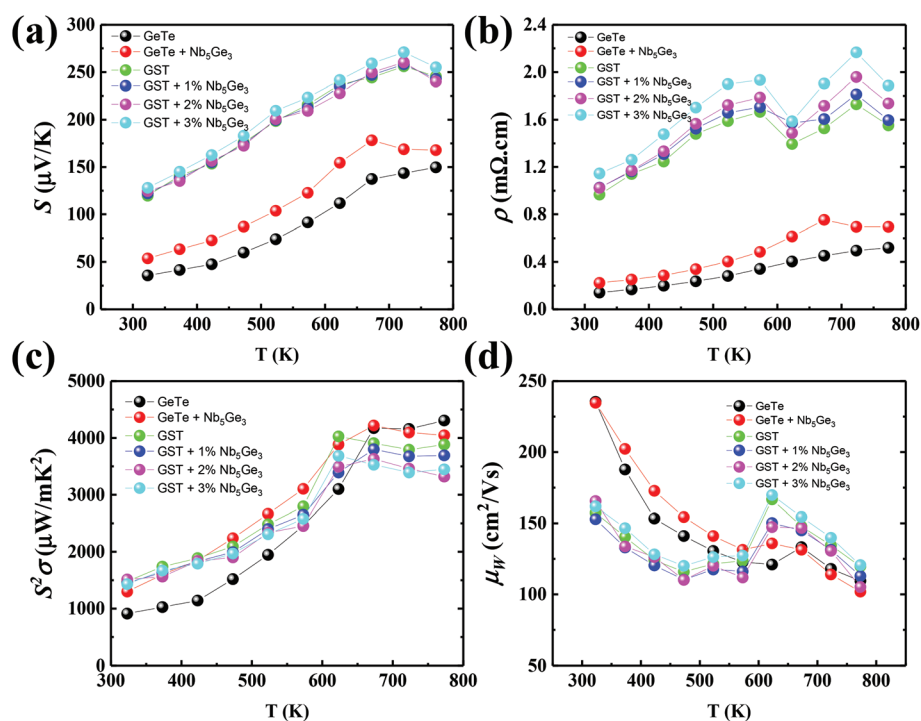 (a)
300
250
200
150
100
50
0
S (μV/K)
GeTe
GeTe + Nb₅Ge₃
GST
GST + 1% Nb₅Ge₃
GST + 2% Nb₅Ge₃
GST + 3% Nb₅Ge₃
300 400 500 600 700 800
T (K)
(b)
2.4
2.0
1.6
1.2
0.8
0.4
0.0
ρ (mΩ.cm)
GeTe
GeTe + Nb₅Ge₃
GST
GST + 1% Nb₅Ge₃
GST + 2% Nb₅Ge₃
GST + 3% Nb₅Ge₃
300 400 500 600 700 800
T (K)
(c)
5000
4000
3000
2000
1000
0
S²σ (μW/mK²)
GeTe
GeTe + Nb₅Ge₃
GST
GST + 1% Nb₅Ge₃
GST + 2% Nb₅Ge₃
GST + 3% Nb₅Ge₃
300 400 500 600 700 800
T (K)
(d)
250
200
150
100
50
μ_W (cm²/Vs)
GeTe
GeTe + Nb₅Ge₃
GST
GST + 1% Nb₅Ge₃
GST + 2% Nb₅Ge₃
GST + 3% Nb₅Ge₃
300 400 500 600 700 800
T (K)